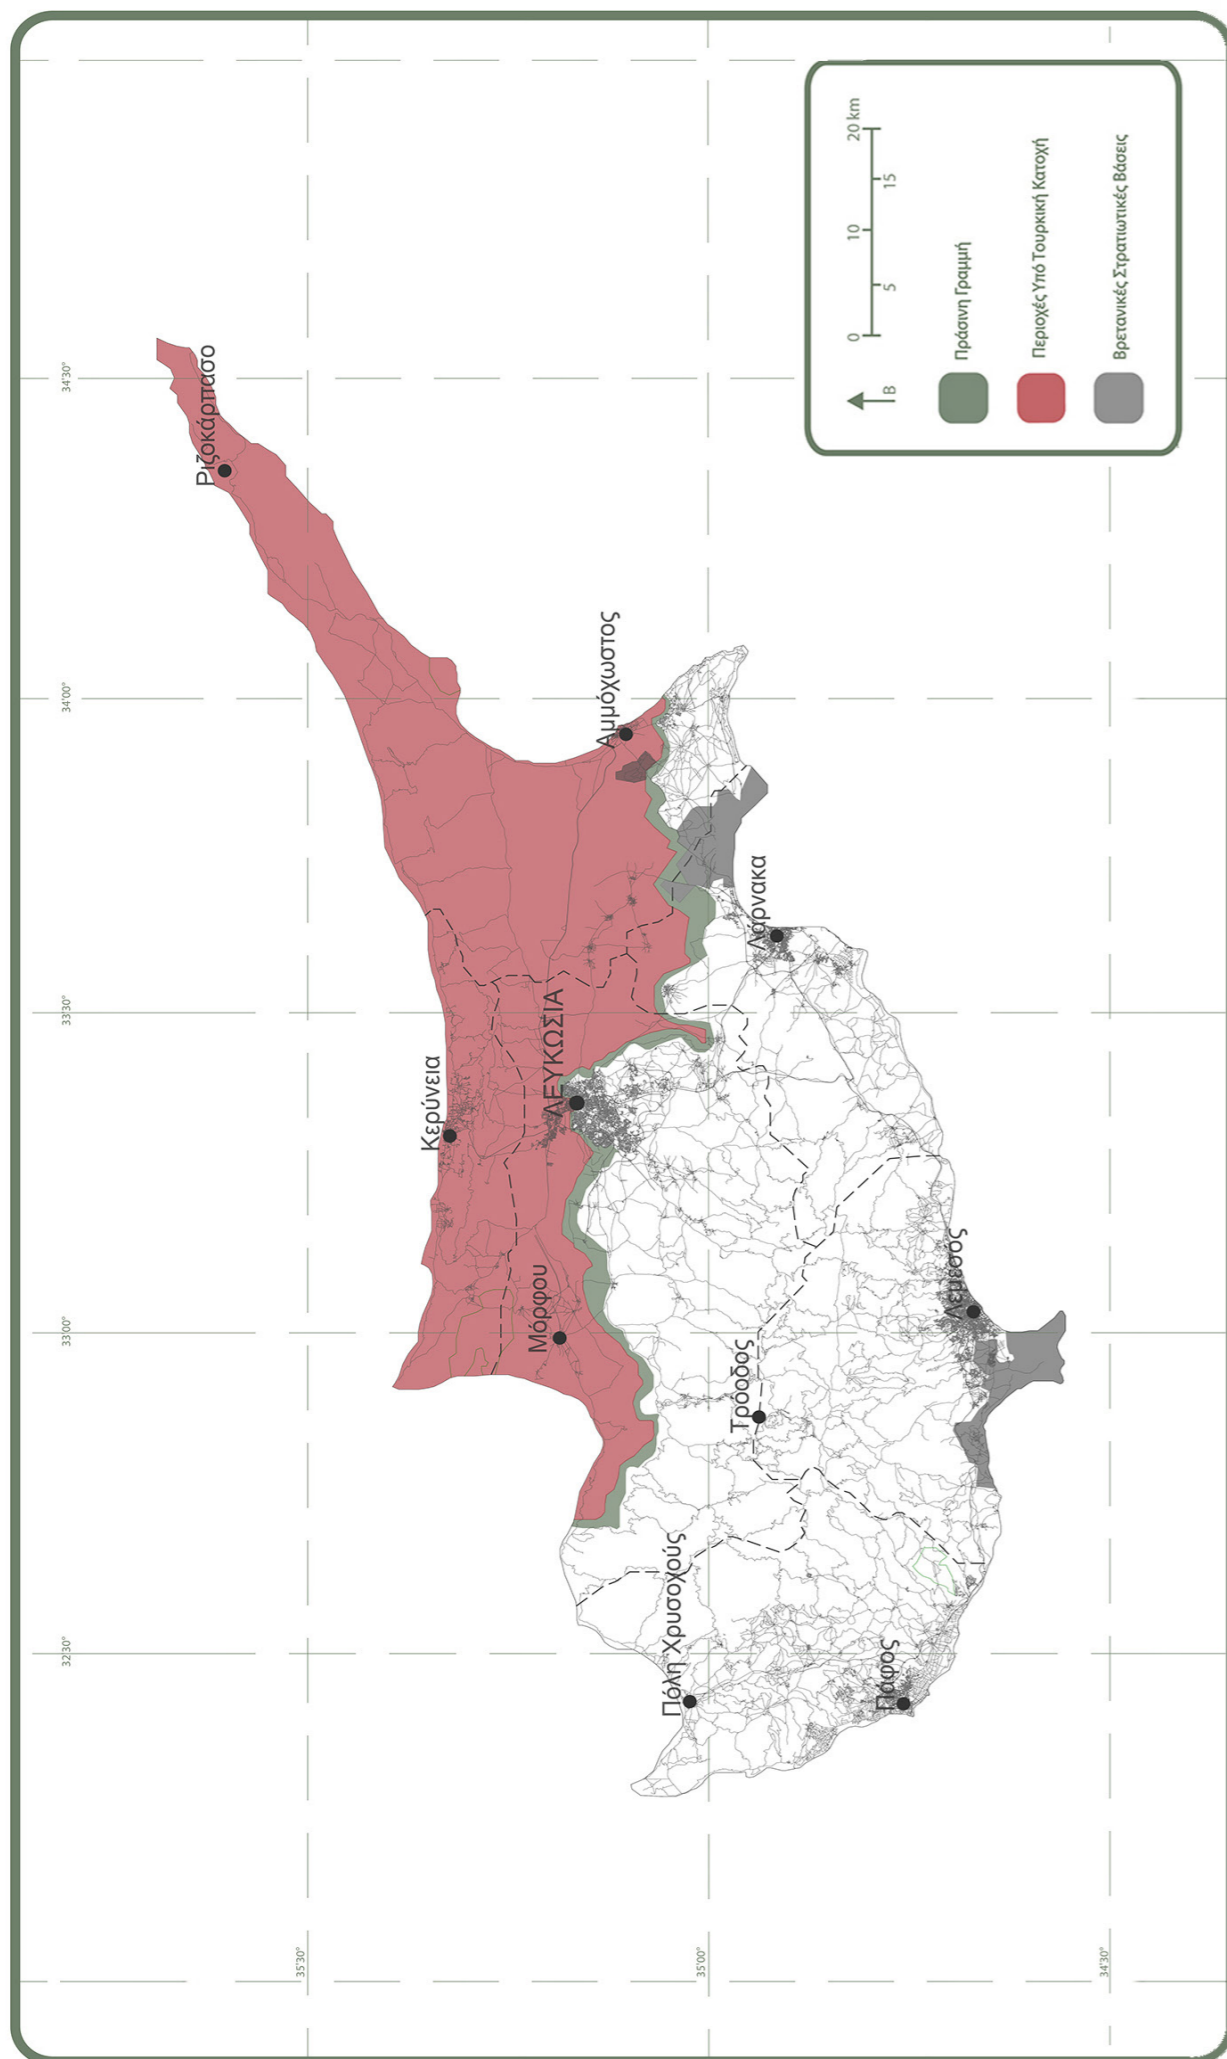 32'30°
33'00°
33'30°
34'00°
34'30°
35'30°
35'00°
34'30°
Ριζοκάρπασο
Κερύνεια
Αμμόχωστος
ΛΕΥΚΩΣΙΑ
Μόρφου
Πόλη Χρυσοχούς
Τρόοδος
Λάρνακα
Πάφος
Λεμεσός
Β
0 5 10 15 20 km
Πράσινη Γραμμή
Περιοχές Υπό Τουρκική Κατοχή
Βρετανικές Στρατιωτικές Βάσεις